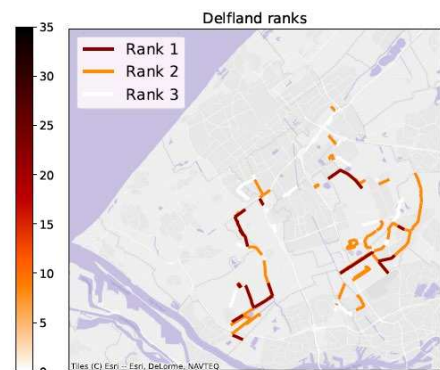 Delfland ranks
35
30
25
20
15
10
5
0
Rank 1
Rank 2
Rank 3
Tiles (C) Esri -- Esri, DeLorme, NAVTEQ